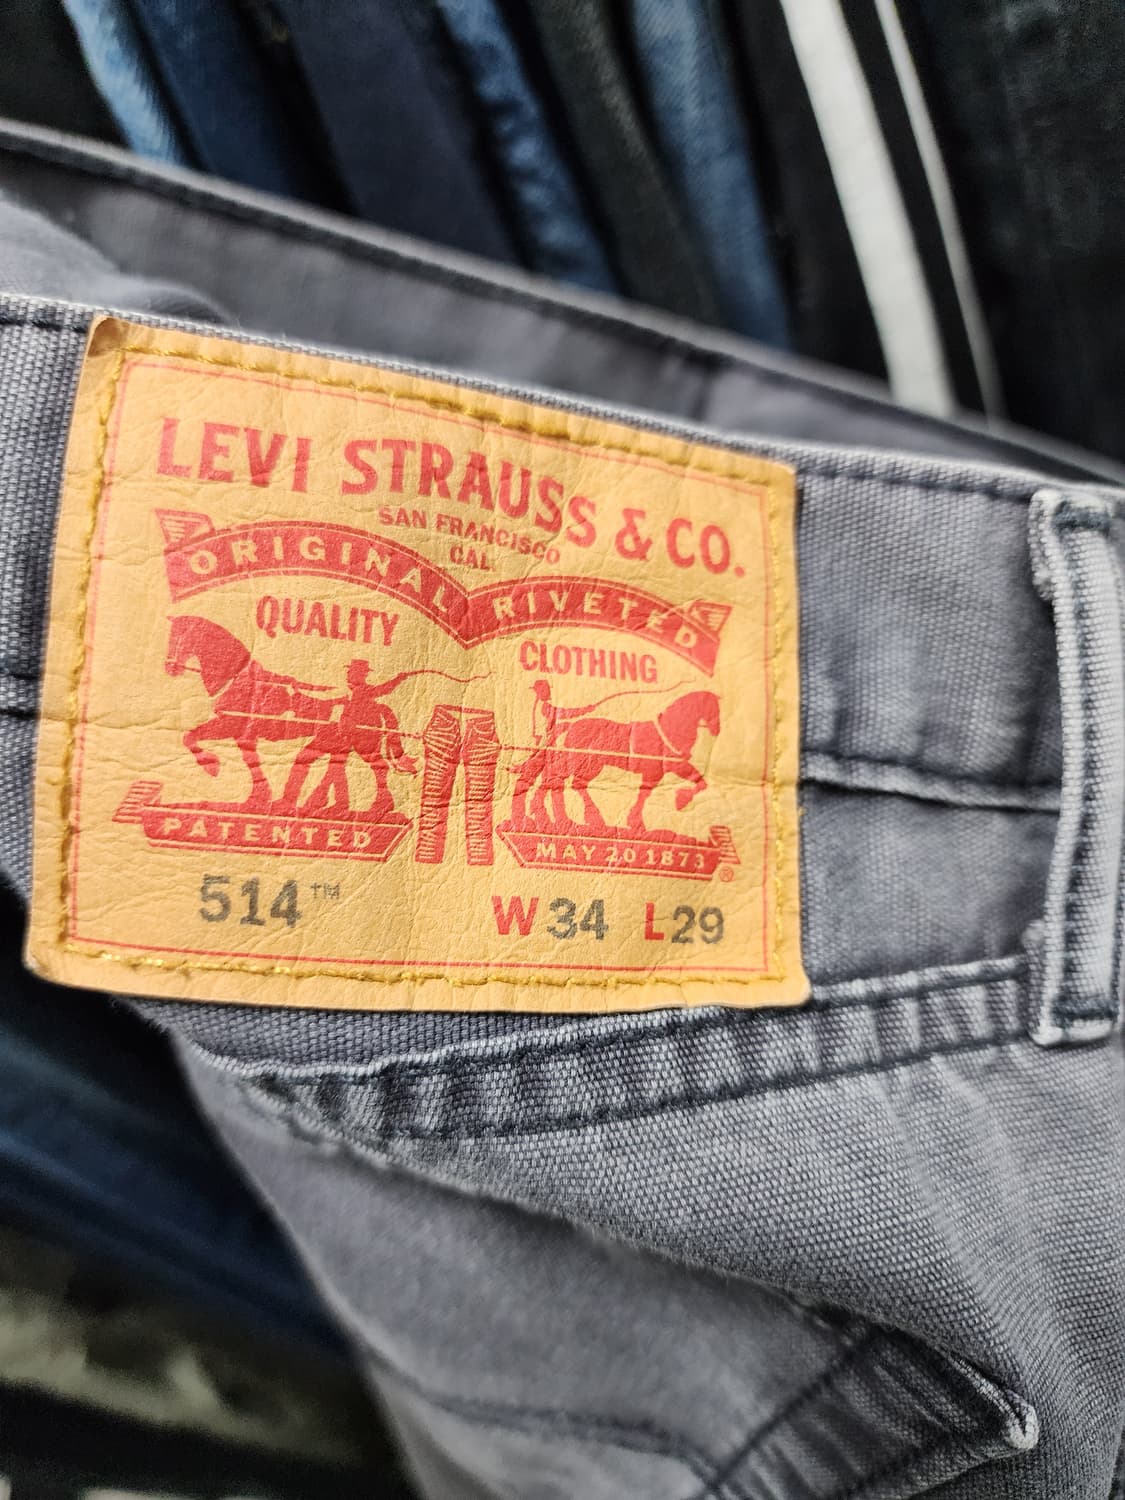 LEVI STRAUSS & CO.
SAN FRANCISCO
CAL.
ORIGINAL RIVETED
QUALITY CLOTHING
PATENTED MAY 20 1873 ®
514™ W34 L29